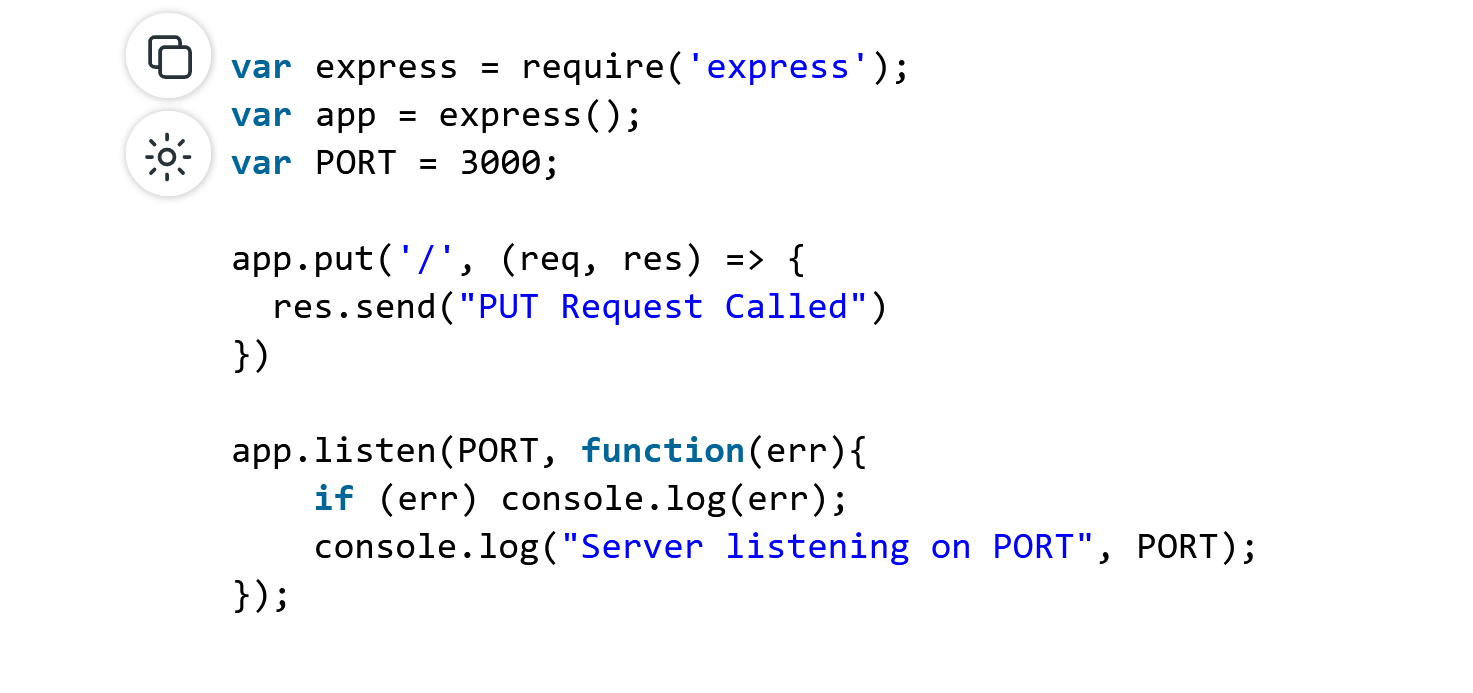 var express = require('express');
var app = express();
var PORT = 3000;

app.put('/', (req, res) => {
  res.send("PUT Request Called")
})

app.listen(PORT, function(err){
    if (err) console.log(err);
    console.log("Server listening on PORT", PORT);
});